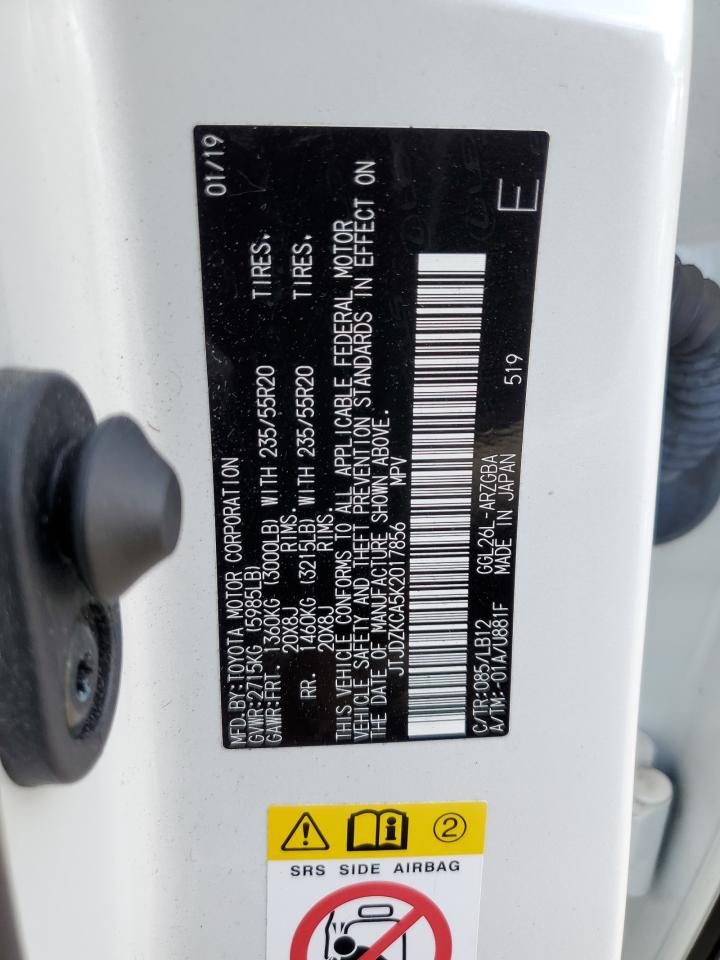 MFD.BY:TOYOTA MOTOR CORPORATION 01/19
GVWR:2715KG (5985LB)
GAWR:FRT. 1360KG (3000LB) WITH 235/55R20 TIRES,
20X8J RIMS.
RR. 1460KG (3215LB) WITH 235/55R20 TIRES,
20X8J RIMS.
THIS VEHICLE CONFORMS TO ALL APPLICABLE FEDERAL MOTOR
VEHICLE SAFETY AND THEFT PREVENTION STANDARDS IN EFFECT ON
THE DATE OF MANUFACTURE SHOWN ABOVE.
JTJDZKCA5K2017856 MPV
C/TR:085/LB12 GGL26L-ARZGBA 519
A/TM:-01A/U881F MADE IN JAPAN
E
2
SRS SIDE AIRBAG